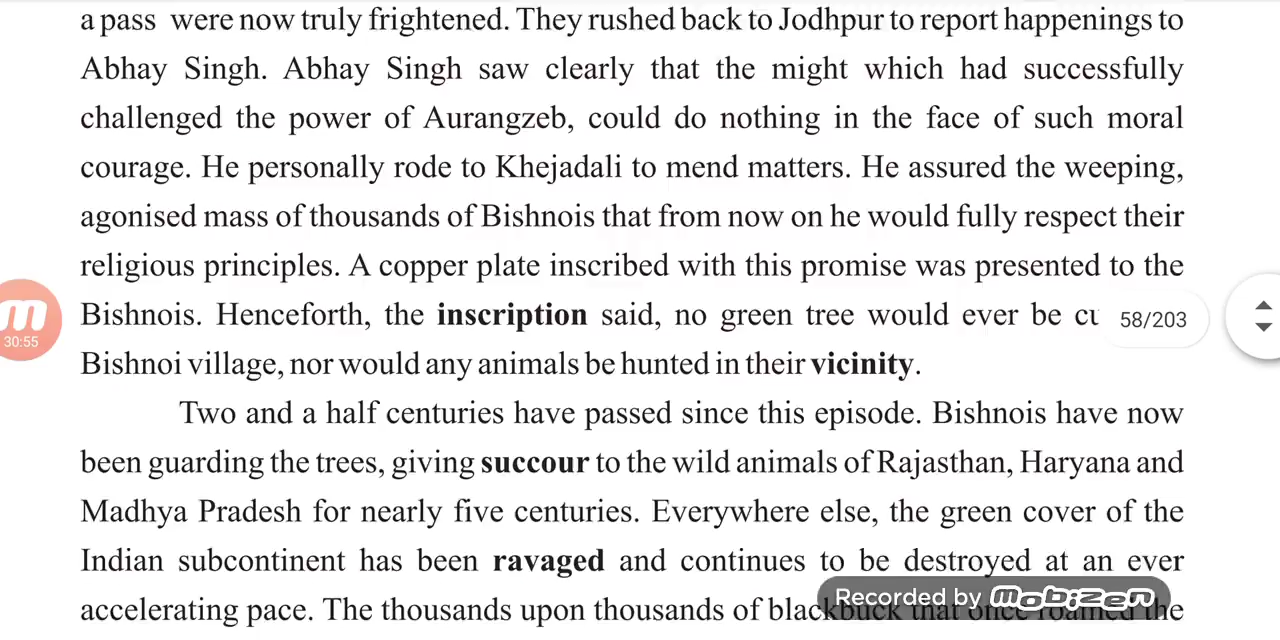 a pass were now truly frightened. They rushed back to Jodhpur to report happenings to
Abhay Singh. Abhay Singh saw clearly that the might which had successfully
challenged the power of Aurangzeb, could do nothing in the face of such moral
courage. He personally rode to Khejadali to mend matters. He assured the weeping,
agonised mass of thousands of Bishnois that from now on he would fully respect their
religious principles. A copper plate inscribed with this promise was presented to the
Bishnois. Henceforth, the inscription said, no green tree would ever be
58/203
30:55
Bishnoi village, nor would any animals be hunted in their vicinity.
Two and a half centuries have passed since this episode. Bishnois have now
been guarding the trees, giving succour to the wild animals of Rajasthan, Haryana and
Madhya Pradesh for nearly five centuries. Everywhere else, the green cover of the
Indian subcontinent has been ravaged and continues to be destroyed at an ever
accelerating pace. The thousands upon thousands of blackbuck that once roamed the
Recorded by mobizen